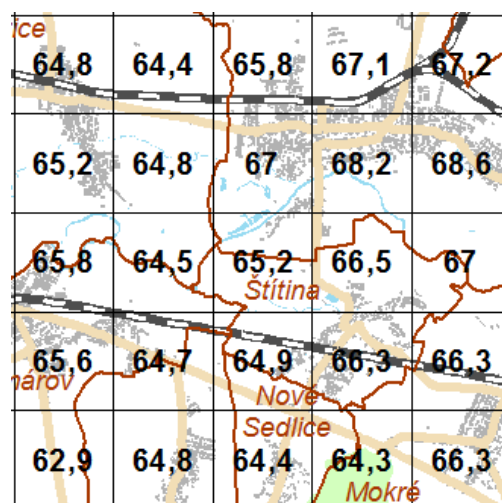 ice
64,8 64,4 65,8 67,1 67,2
65,2 64,8 67 68,2 68,6
65,8 64,5 65,2 66,5 67
Štítina
65,6 64,7 64,9 66,3 66,3
nárov
Nové
Sedlice
62,9 64,8 64,4 64,3 66,3
Mokré